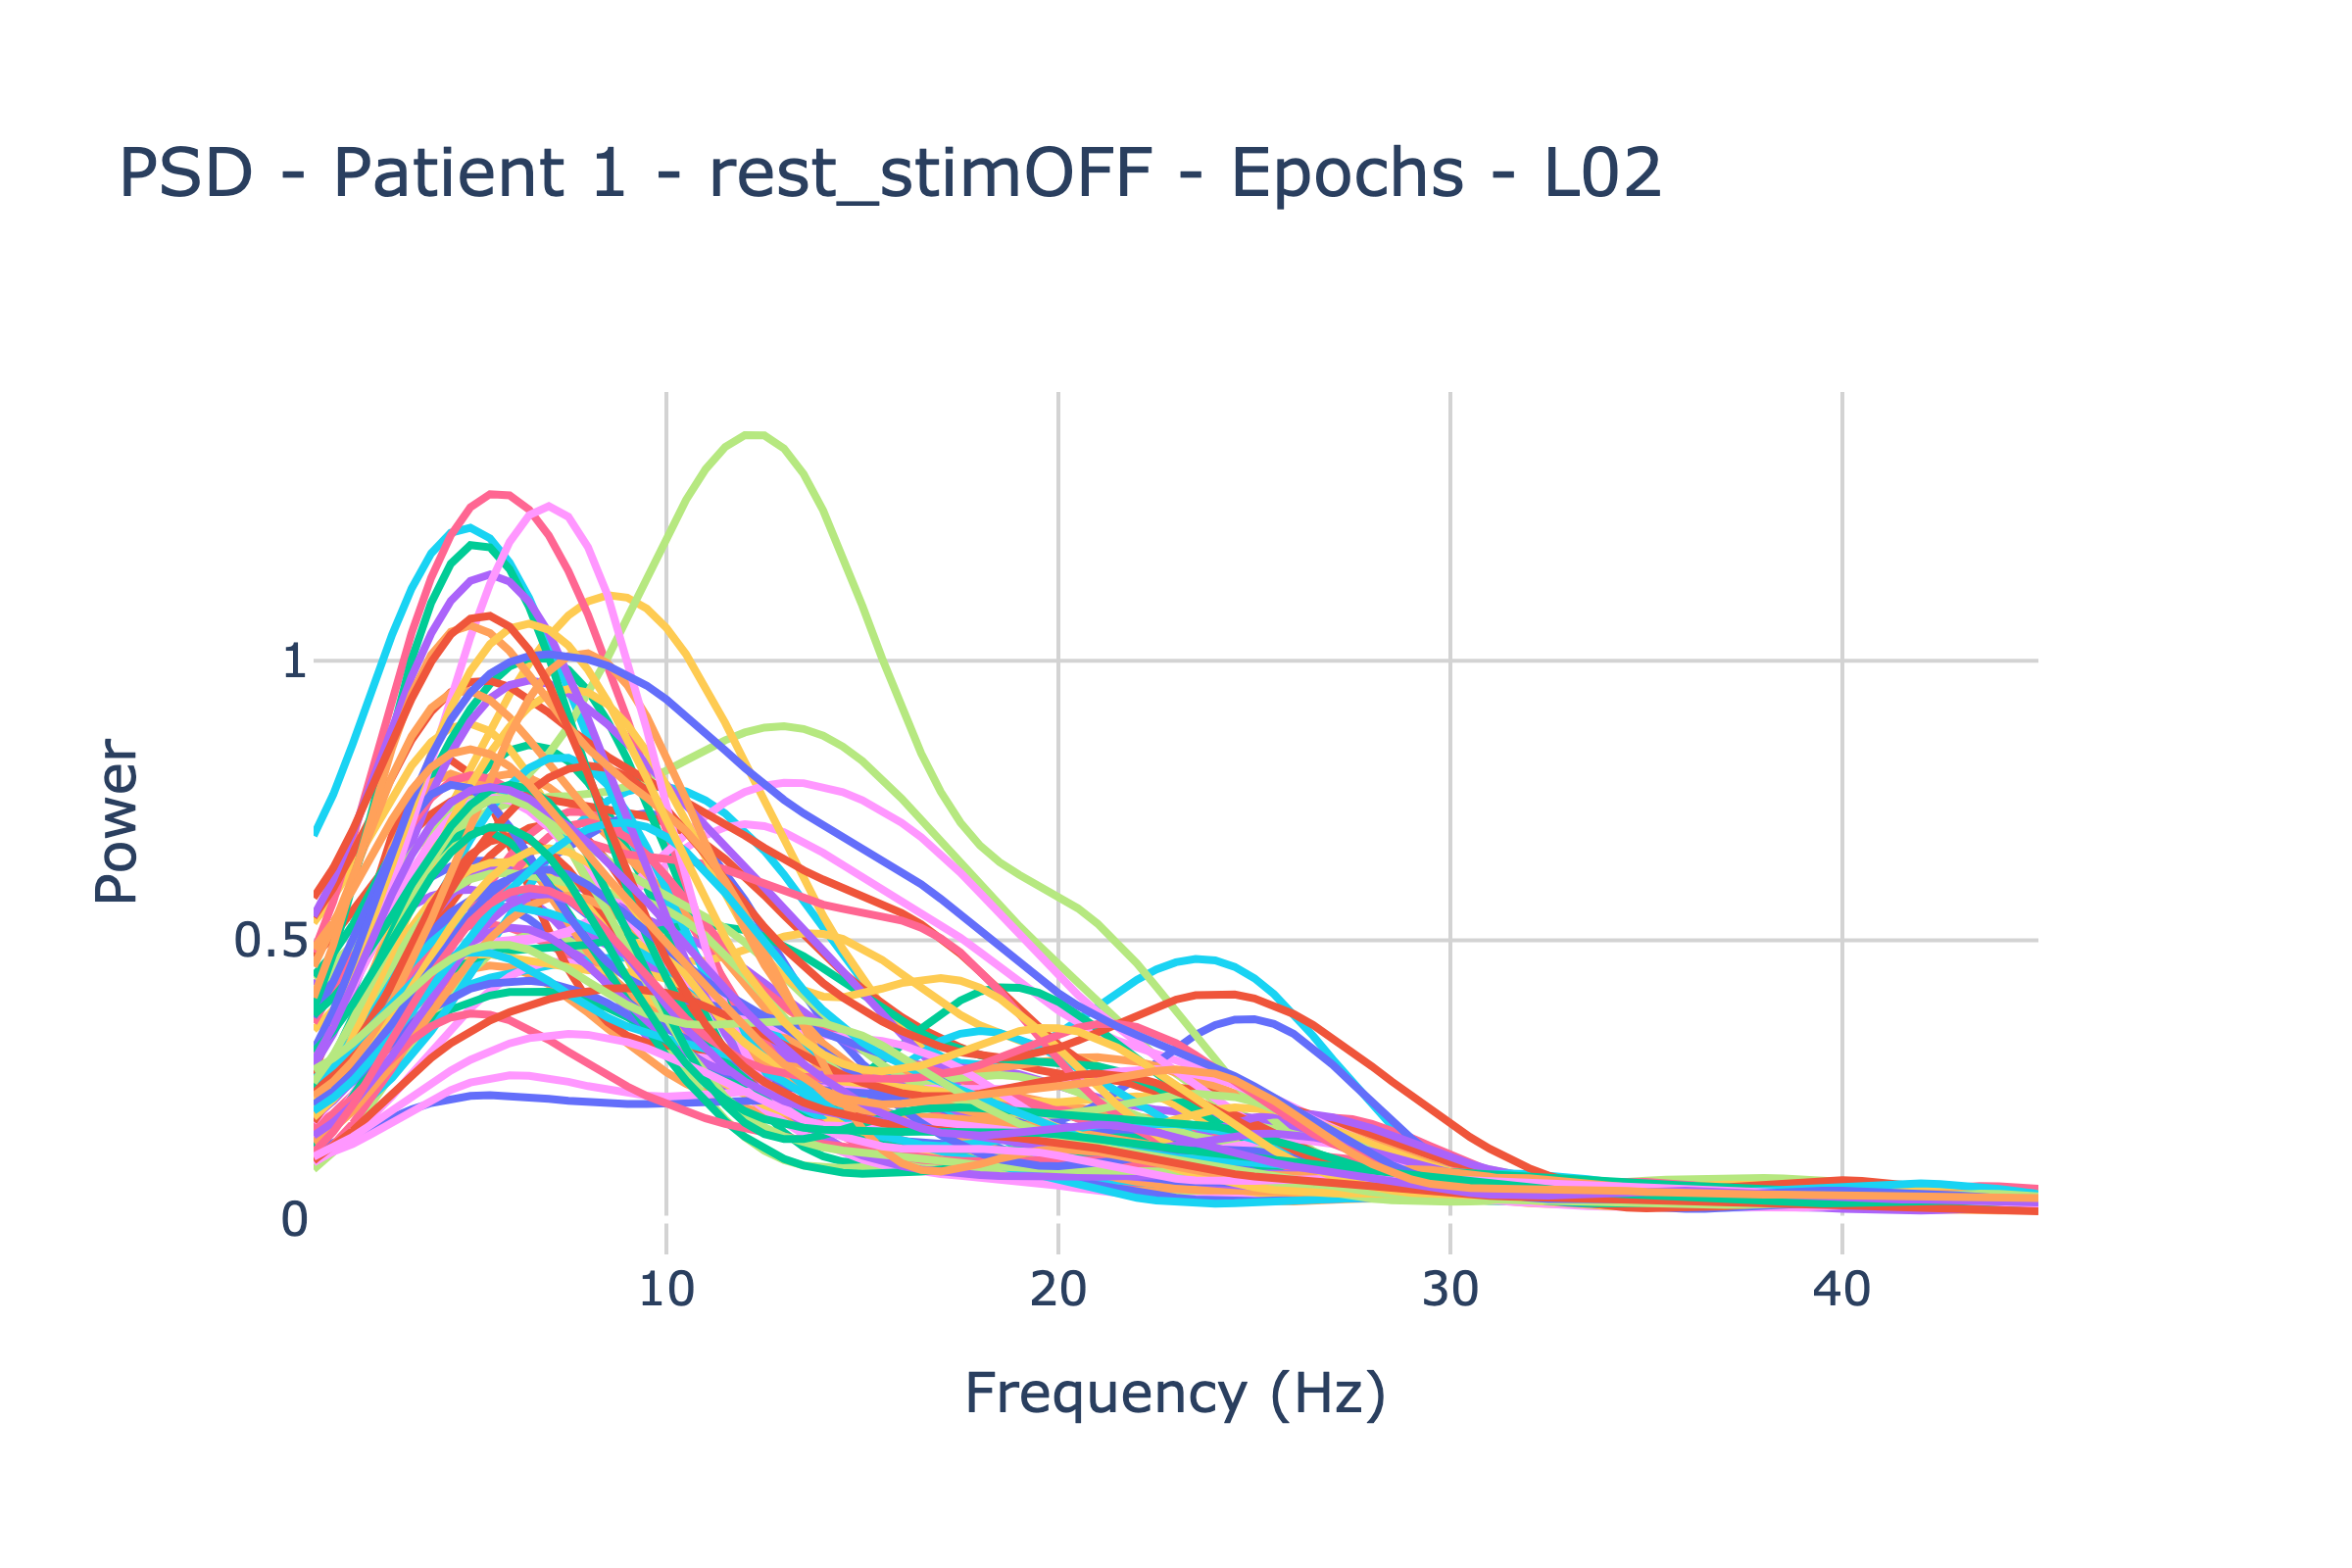 PSD - Patient 1 - rest_stimOFF - Epochs - L02
1
0.5
0
Power
10 20 30 40
Frequency (Hz)